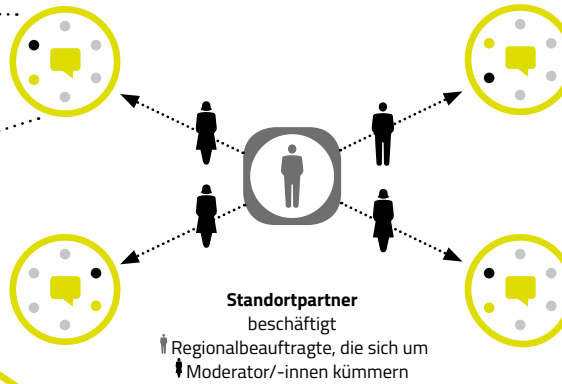 Standortpartner
beschäftigt
Regionalbeauftragte, die sich um
Moderator/-innen kümmern